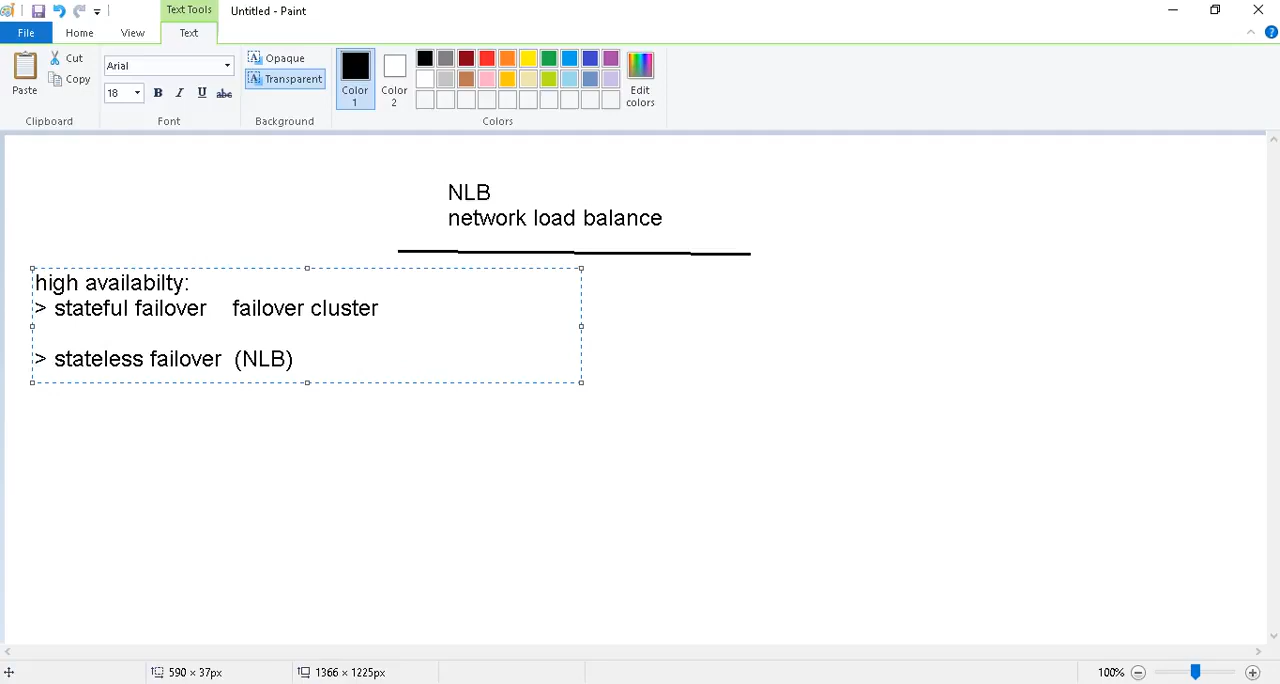 Text Tools
Untitled - Paint
File
Home
View
Text
Paste
Cut
Copy
Clipboard
Arial
18
B I U abc
Font
Opaque
Transparent
Background
Color 1
Color 2
Edit colors
Colors
NLB
network load balance
high availabilty:
> stateful failover failover cluster
> stateless failover (NLB)
590 × 37px
1366 × 1225px
100%